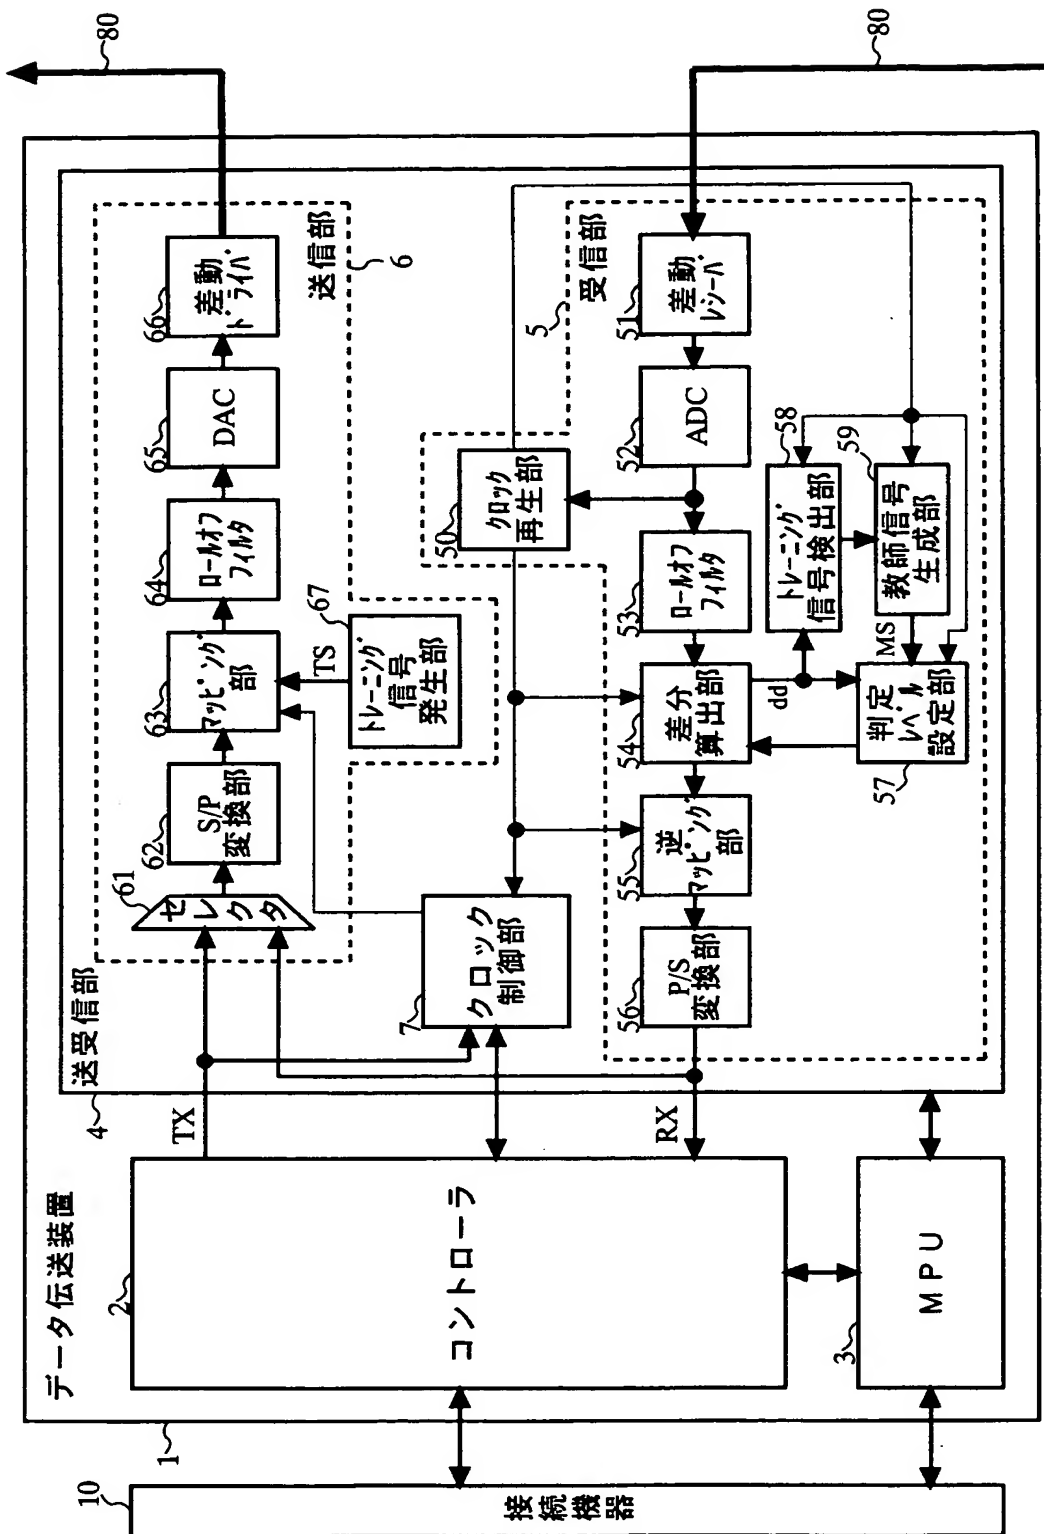 データ伝送装置
1
10
接続機器
2
コントローラ
3
MPU
4
送受信部
TX
RX
61
セレクタ
62
S/P
変換部
63
マッピング
部
64
ロールオフ
フィルタ
65
DAC
66
差動
ドライバ
送信部
6
80
TS
67
トレーニング
信号
発生部
7
クロック
制御部
50
クロック
再生部
5
受信部
51
差動
レシーバ
80
52
ADC
53
ロールオフ
フィルタ
54
差分
算出部
55
逆
マッピング
部
56
P/S
変換部
dd
57
判定
レベル
設定部
MS
58
トレーニング
信号検出部
59
教師信号
生成部